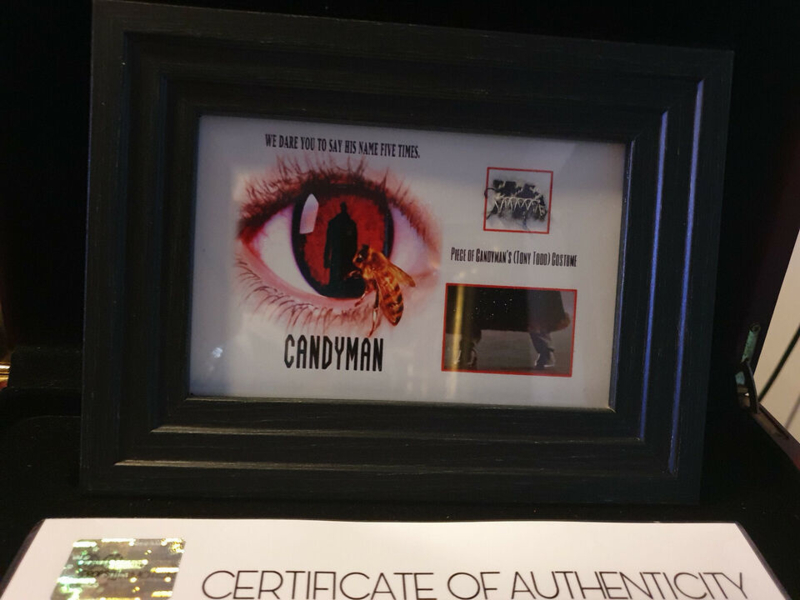 WE DARE YOU TO SAY HIS NAME FIVE TIMES.
PIECE OF CANDYMAN'S (TONY TODD) COSTUME
CANDYMAN
CERTIFICATE OF AUTHENTICITY